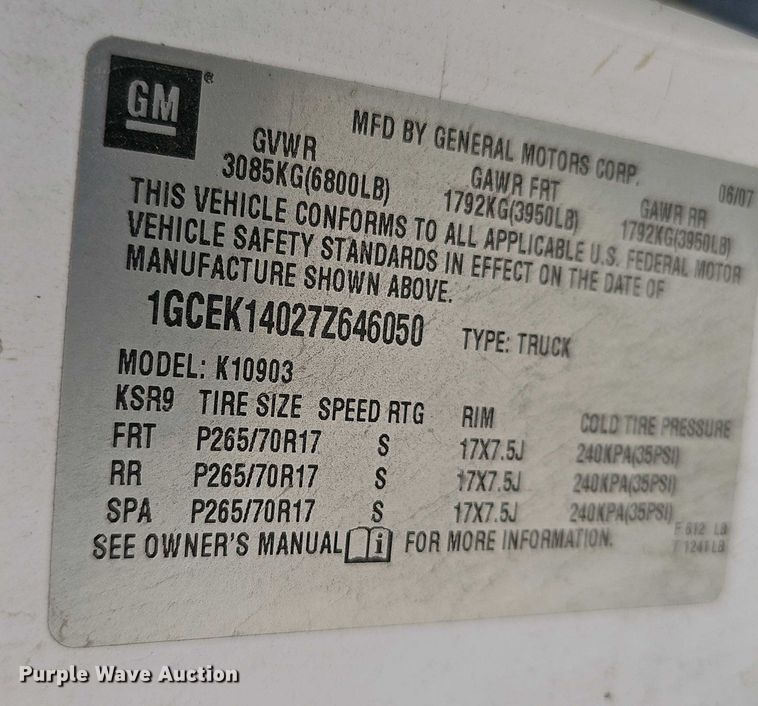 GM®
MFD BY GENERAL MOTORS CORP. 06/07
GVWR GAWR FRT GAWR RR
3085KG(6800LB) 1792KG(3950LB) 1792KG(3950LB)
THIS VEHICLE CONFORMS TO ALL APPLICABLE U.S. FEDERAL MOTOR
VEHICLE SAFETY STANDARDS IN EFFECT ON THE DATE OF
MANUFACTURE SHOWN ABOVE.
1GCEK14027Z646050 TYPE: TRUCK
MODEL: K10903
KSR9 TIRE SIZE SPEED RTG RIM COLD TIRE PRESSURE
FRT P265/70R17 S 17X7.5J 240KPA(35PSI)
RR P265/70R17 S 17X7.5J 240KPA(35PSI)
SPA P265/70R17 S 17X7.5J 240KPA(35PSI)
SEE OWNER'S MANUAL i FOR MORE INFORMATION.
F 812 LB
T 1241 LB
Purple Wave Auction